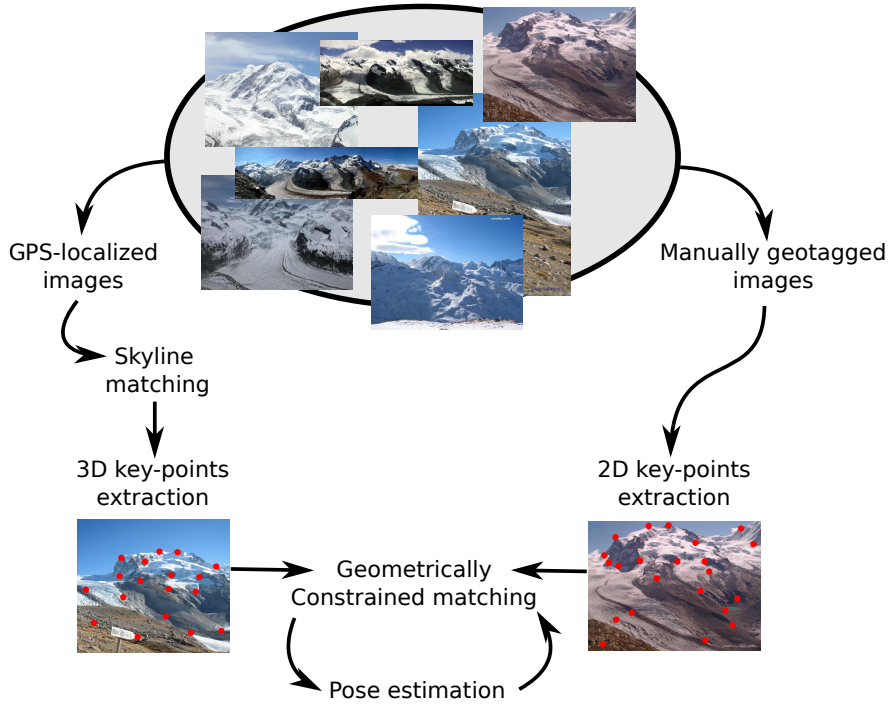 GPS-localized
images
Manually geotagged
images
Skyline
matching
3D key-points
extraction
2D key-points
extraction
Geometrically
Constrained matching
Pose estimation